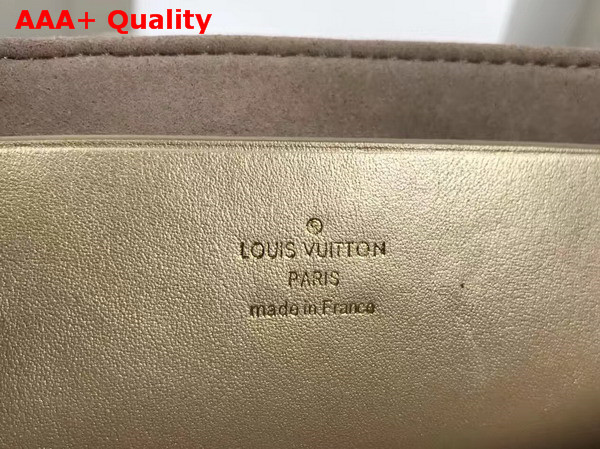 AAA+ Quality
LOUIS VUITTON
PARIS
made in France